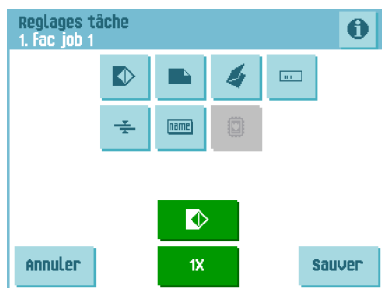 Reglages tâche
1. Fac job 1
name
1X
Annuler
Sauver